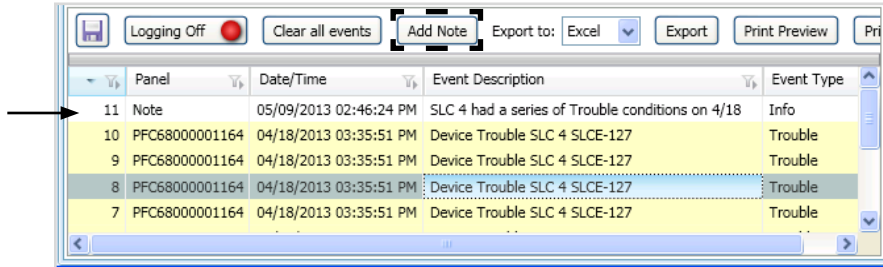 Logging Off Clear all events Add Note Export to: Excel Export Print Preview Pri
Panel Date/Time Event Description Event Type
11 Note 05/09/2013 02:46:24 PM SLC 4 had a series of Trouble conditions on 4/18 Info
10 PFC68000001164 04/18/2013 03:35:51 PM Device Trouble SLC 4 SLCE-127 Trouble
9 PFC68000001164 04/18/2013 03:35:51 PM Device Trouble SLC 4 SLCE-127 Trouble
8 PFC68000001164 04/18/2013 03:35:51 PM Device Trouble SLC 4 SLCE-127 Trouble
7 PFC68000001164 04/18/2013 03:35:51 PM Device Trouble SLC 4 SLCE-127 Trouble